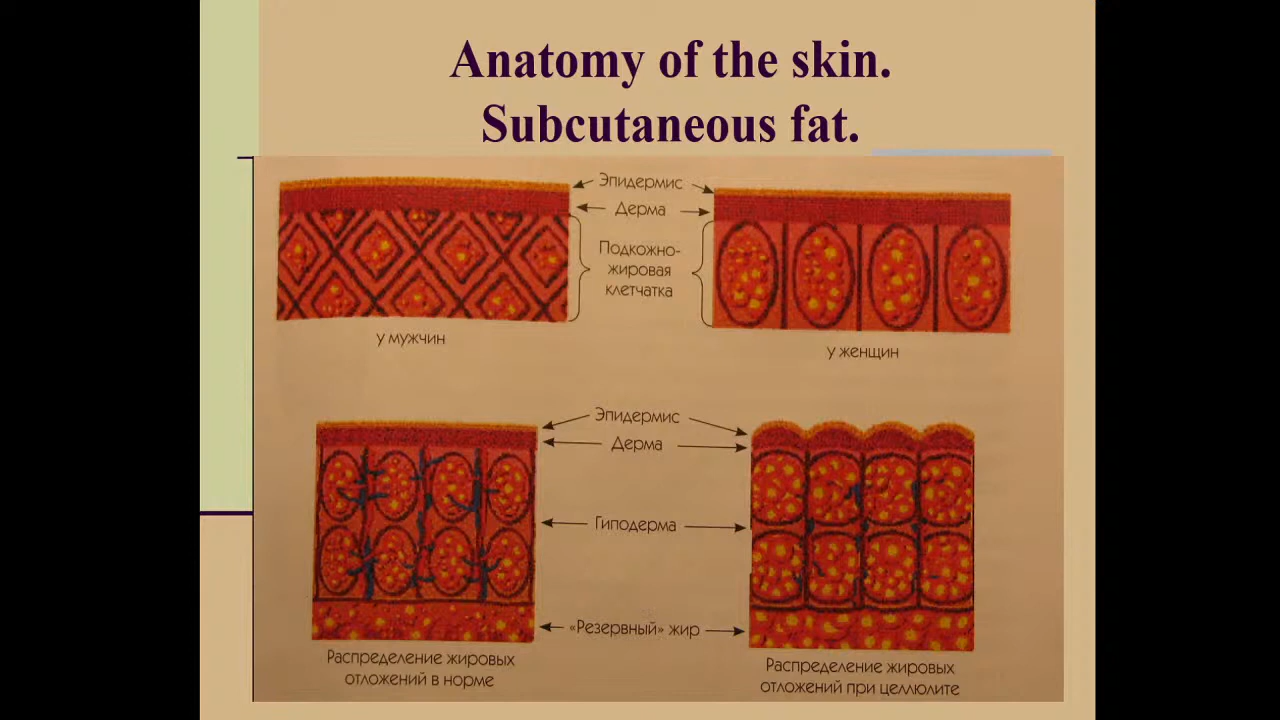 Anatomy of the skin.
Subcutaneous fat.
Эпидермис
Дерма
Подкожно-
жировая
клетчатка
у мужчин
у женщин
Эпидермис
Дерма
Гиподерма
«Резервный» жир
Распределение жировых
отложений в норме
Распределение жировых
отложений при целлюлите